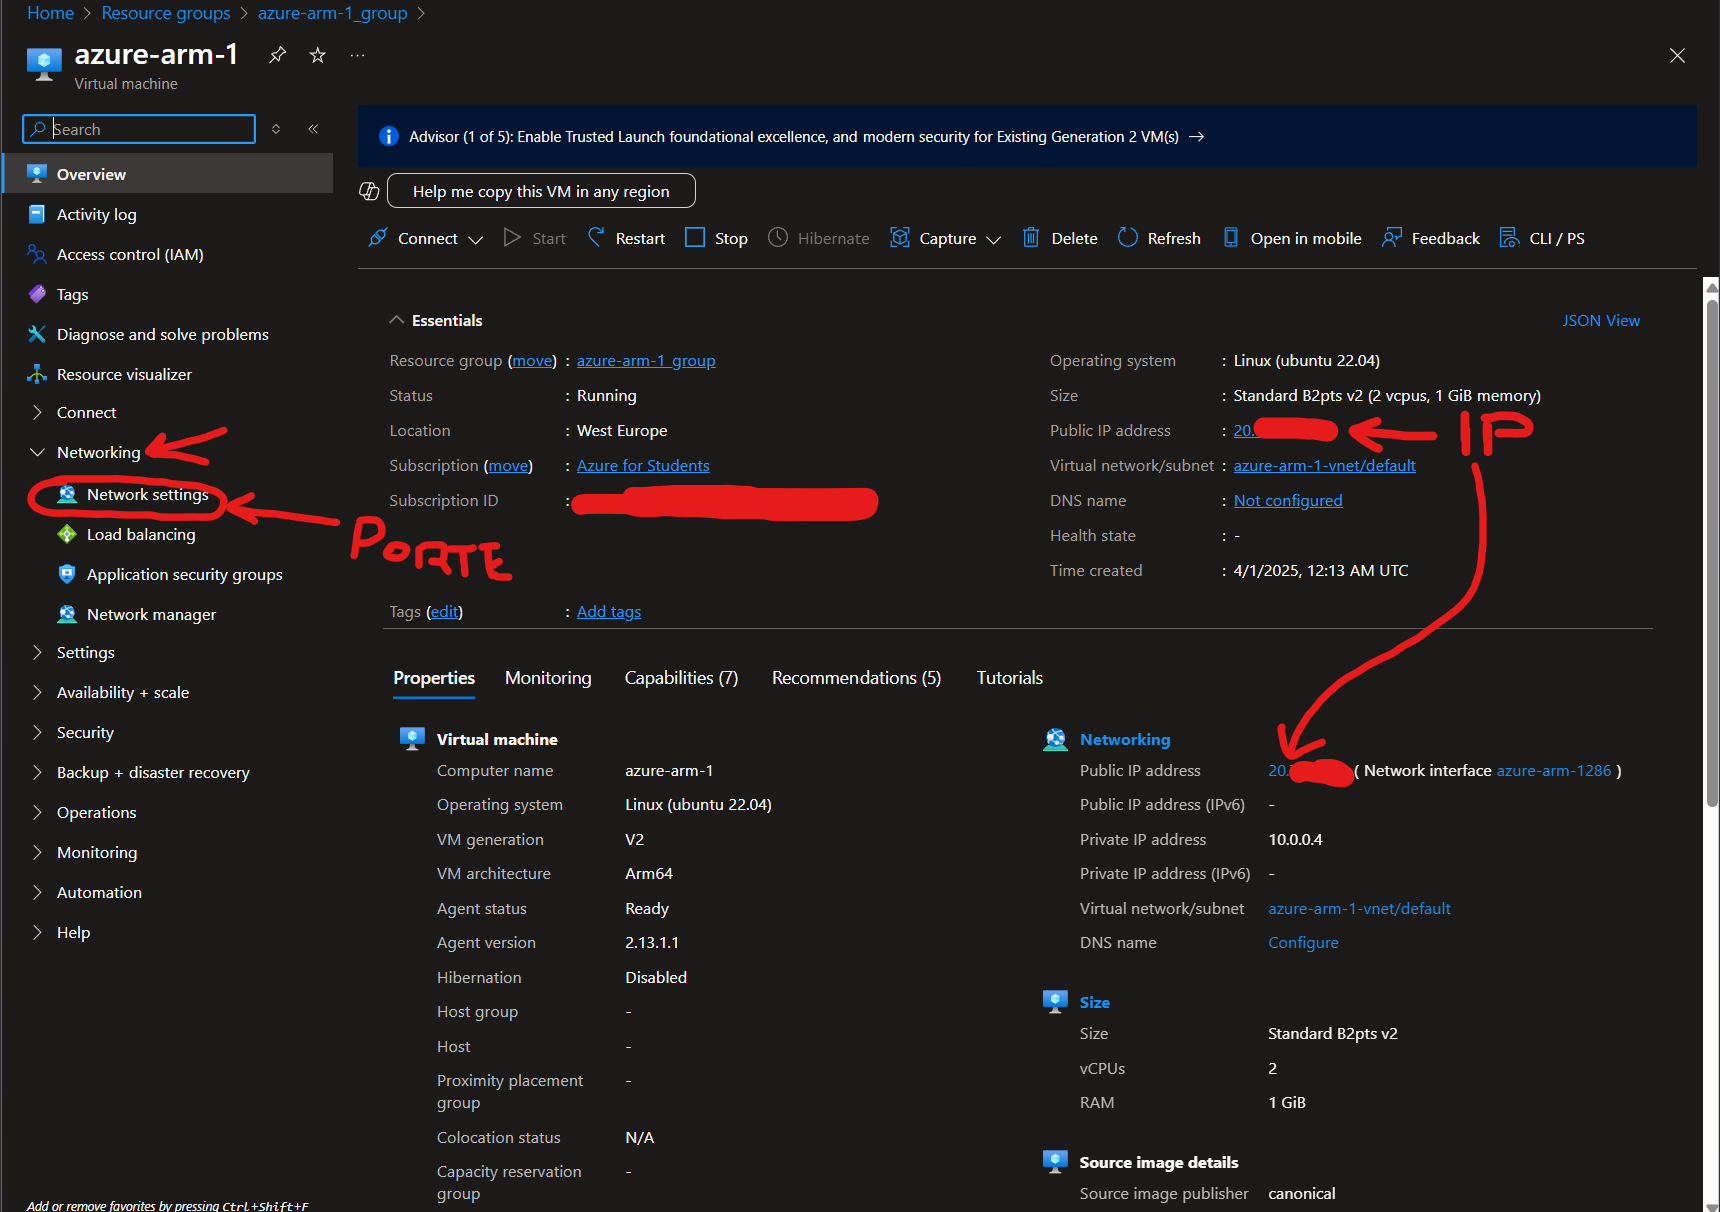 Home > Resource groups > azure-arm-1_group >
azure-arm-1
Virtual machine
Search
Overview
Activity log
Access control (IAM)
Tags
Diagnose and solve problems
Resource visualizer
Connect
Networking
Network settings
PORTE
Load balancing
Application security groups
Network manager
Settings
Availability + scale
Security
Backup + disaster recovery
Operations
Monitoring
Automation
Help
Add or remove favorites by pressing Ctrl+Shift+F
Advisor (1 of 5): Enable Trusted Launch foundational excellence, and modern security for Existing Generation 2 VM(s) →
Help me copy this VM in any region
Connect Start Restart Stop Hibernate Capture Delete Refresh Open in mobile Feedback CLI / PS
Essentials
JSON View
Resource group (move) : azure-arm-1_group
Status : Running
Location : West Europe
Subscription (move) : Azure for Students
Subscription ID :
Operating system : Linux (ubuntu 22.04)
Size : Standard B2pts v2 (2 vcpus, 1 GiB memory)
Public IP address : 20.
IP
Virtual network/subnet : azure-arm-1-vnet/default
DNS name : Not configured
Health state : -
Time created : 4/1/2025, 12:13 AM UTC
Tags (edit) : Add tags
Properties Monitoring Capabilities (7) Recommendations (5) Tutorials
Virtual machine
Computer name azure-arm-1
Operating system Linux (ubuntu 22.04)
VM generation V2
VM architecture Arm64
Agent status Ready
Agent version 2.13.1.1
Hibernation Disabled
Host group -
Host -
Proximity placement -
group
Colocation status N/A
Capacity reservation -
group
Networking
Public IP address 20. ( Network interface azure-arm-1286 )
Public IP address (IPv6) -
Private IP address 10.0.0.4
Private IP address (IPv6) -
Virtual network/subnet azure-arm-1-vnet/default
DNS name Configure
Size
Size Standard B2pts v2
vCPUs 2
RAM 1 GiB
Source image details
Source image publisher canonical